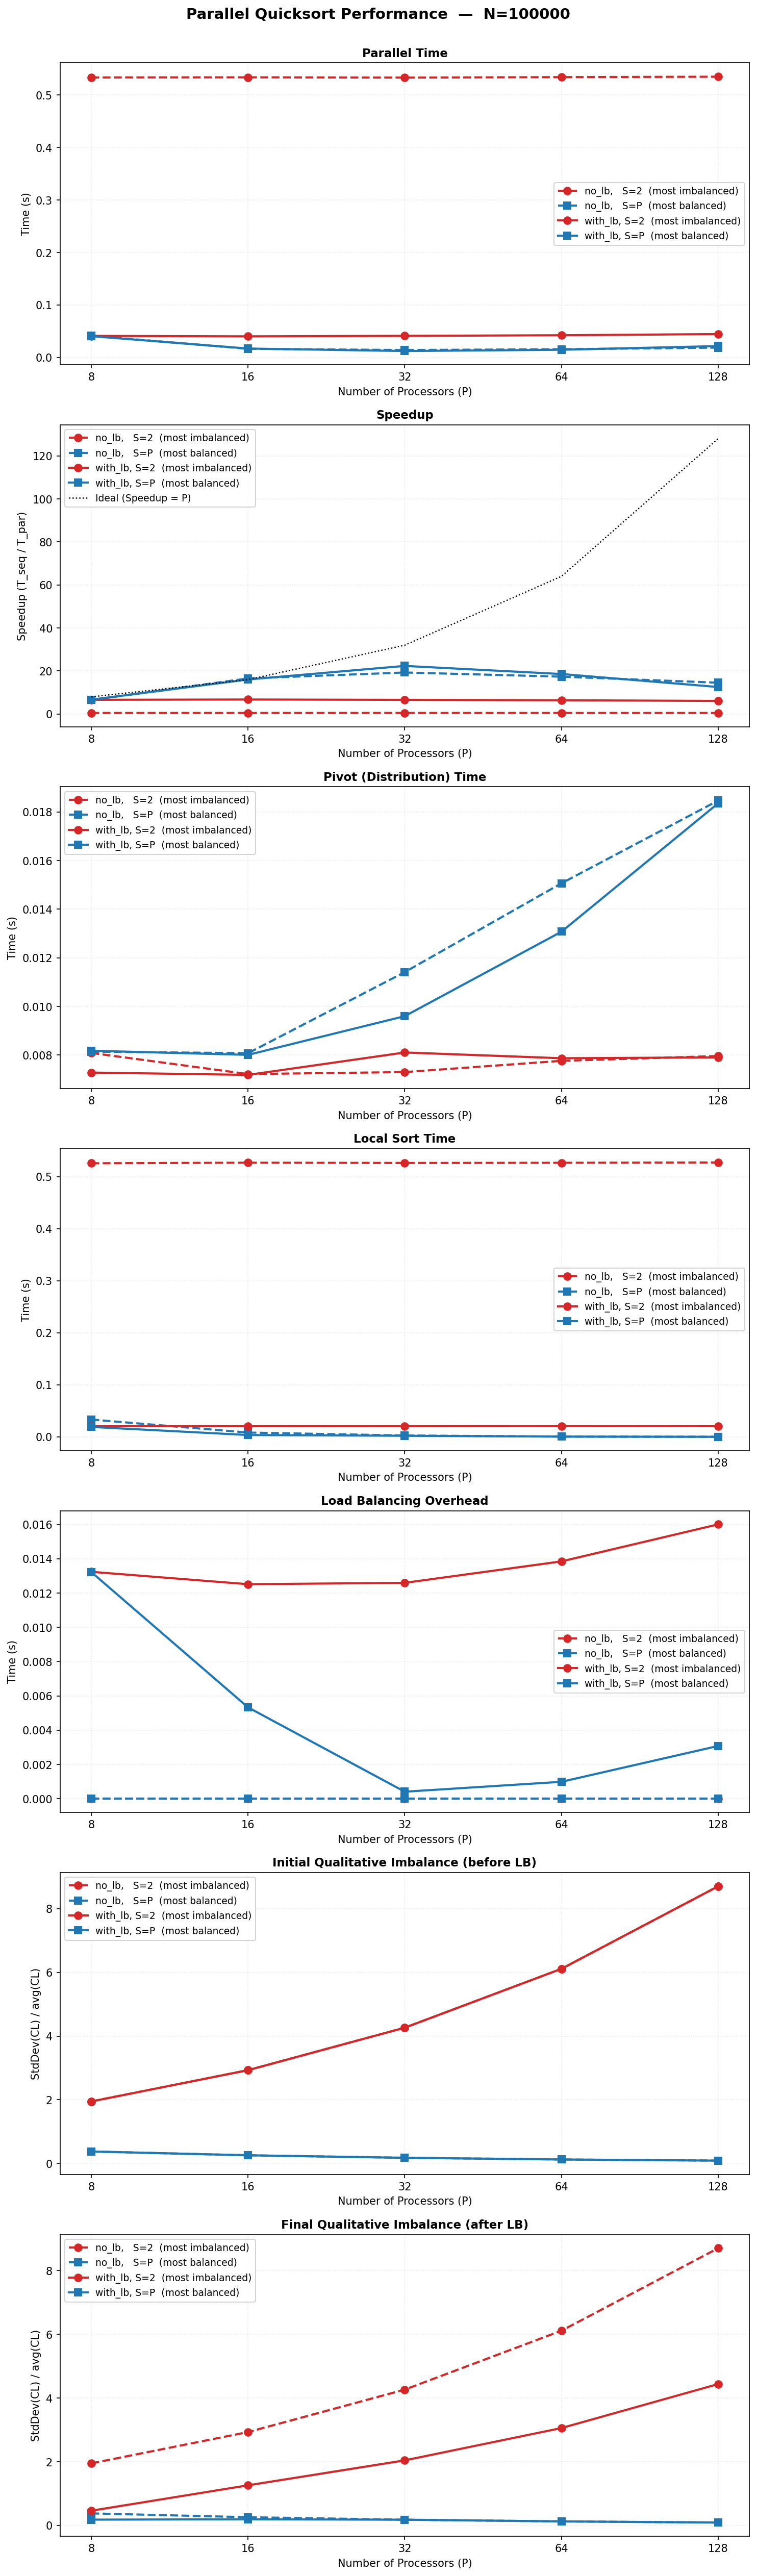 Parallel Quicksort Performance — N=100000
Parallel Time
Time (s)
0.5
0.4
0.3
0.2
0.1
0.0
no_lb, S=2 (most imbalanced)
no_lb, S=P (most balanced)
with_lb, S=2 (most imbalanced)
with_lb, S=P (most balanced)
8 16 32 64 128
Number of Processors (P)
Speedup
Speedup (T_seq / T_par)
120
100
80
60
40
20
0
no_lb, S=2 (most imbalanced)
no_lb, S=P (most balanced)
with_lb, S=2 (most imbalanced)
with_lb, S=P (most balanced)
Ideal (Speedup = P)
8 16 32 64 128
Number of Processors (P)
Pivot (Distribution) Time
Time (s)
0.018
0.016
0.014
0.012
0.010
0.008
no_lb, S=2 (most imbalanced)
no_lb, S=P (most balanced)
with_lb, S=2 (most imbalanced)
with_lb, S=P (most balanced)
8 16 32 64 128
Number of Processors (P)
Local Sort Time
Time (s)
0.5
0.4
0.3
0.2
0.1
0.0
no_lb, S=2 (most imbalanced)
no_lb, S=P (most balanced)
with_lb, S=2 (most imbalanced)
with_lb, S=P (most balanced)
8 16 32 64 128
Number of Processors (P)
Load Balancing Overhead
Time (s)
0.016
0.014
0.012
0.010
0.008
0.006
0.004
0.002
0.000
no_lb, S=2 (most imbalanced)
no_lb, S=P (most balanced)
with_lb, S=2 (most imbalanced)
with_lb, S=P (most balanced)
8 16 32 64 128
Number of Processors (P)
Initial Qualitative Imbalance (before LB)
StdDev(CL) / avg(CL)
8
6
4
2
0
no_lb, S=2 (most imbalanced)
no_lb, S=P (most balanced)
with_lb, S=2 (most imbalanced)
with_lb, S=P (most balanced)
8 16 32 64 128
Number of Processors (P)
Final Qualitative Imbalance (after LB)
StdDev(CL) / avg(CL)
8
6
4
2
0
no_lb, S=2 (most imbalanced)
no_lb, S=P (most balanced)
with_lb, S=2 (most imbalanced)
with_lb, S=P (most balanced)
8 16 32 64 128
Number of Processors (P)